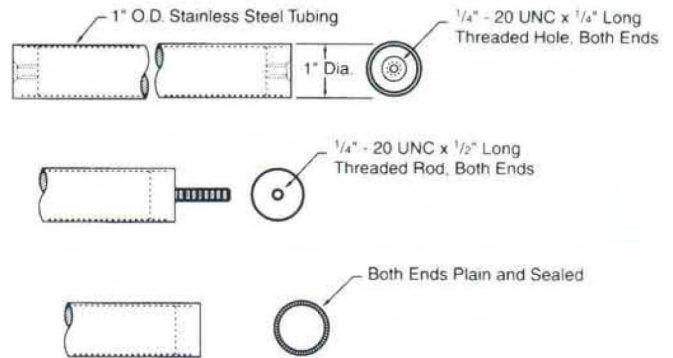 1" O.D. Stainless Steel Tubing
1/4" - 20 UNC x 1/4" Long
Threaded Hole, Both Ends
1" Dia.
1/4" - 20 UNC x 1/2" Long
Threaded Rod, Both Ends
Both Ends Plain and Sealed